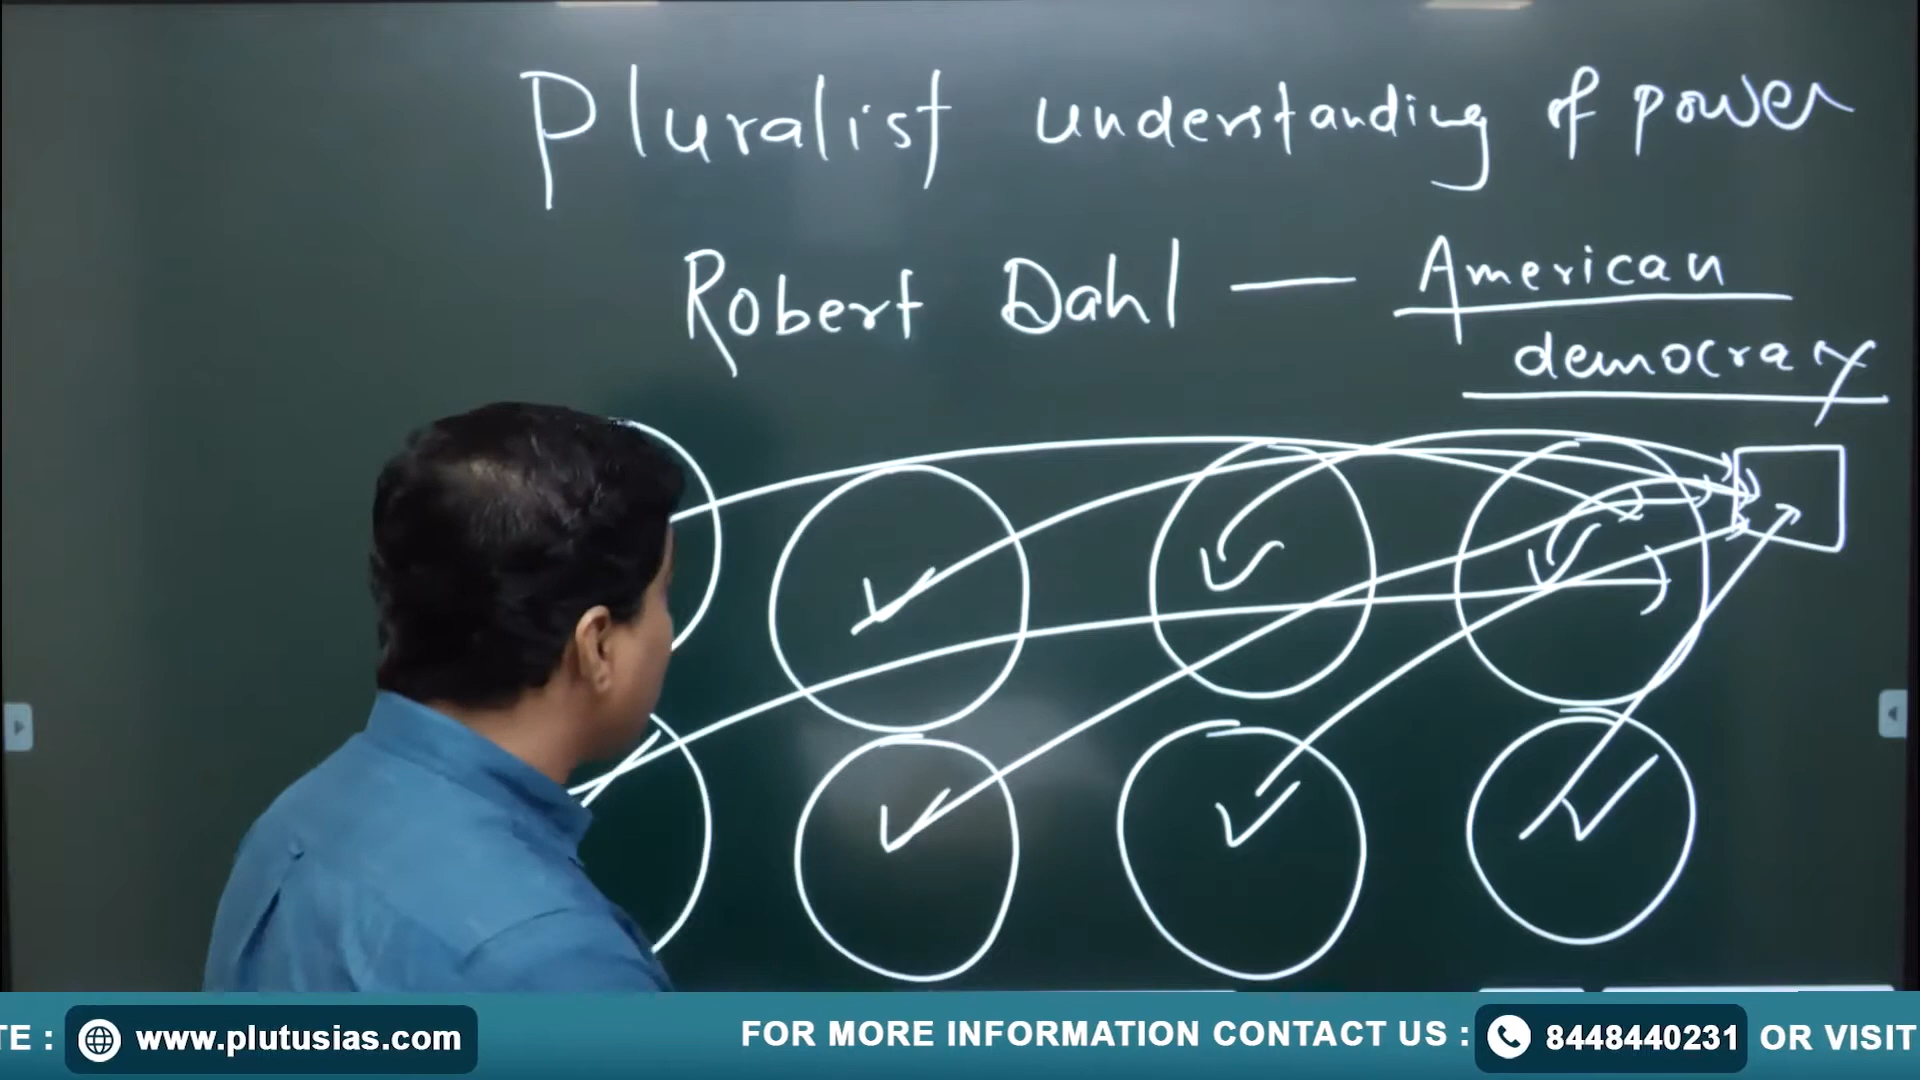 Pluralist understanding of power
Robert Dahl — American
democracy
TE : www.plutusias.com FOR MORE INFORMATION CONTACT US : 8448440231 OR VISIT